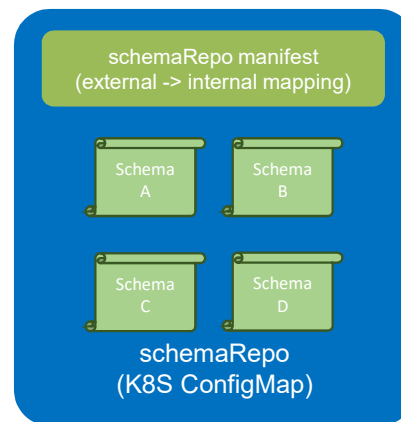 schemaRepo manifest
(external -> internal mapping)
Schema
A
Schema
B
Schema
C
Schema
D
schemaRepo
(K8S ConfigMap)